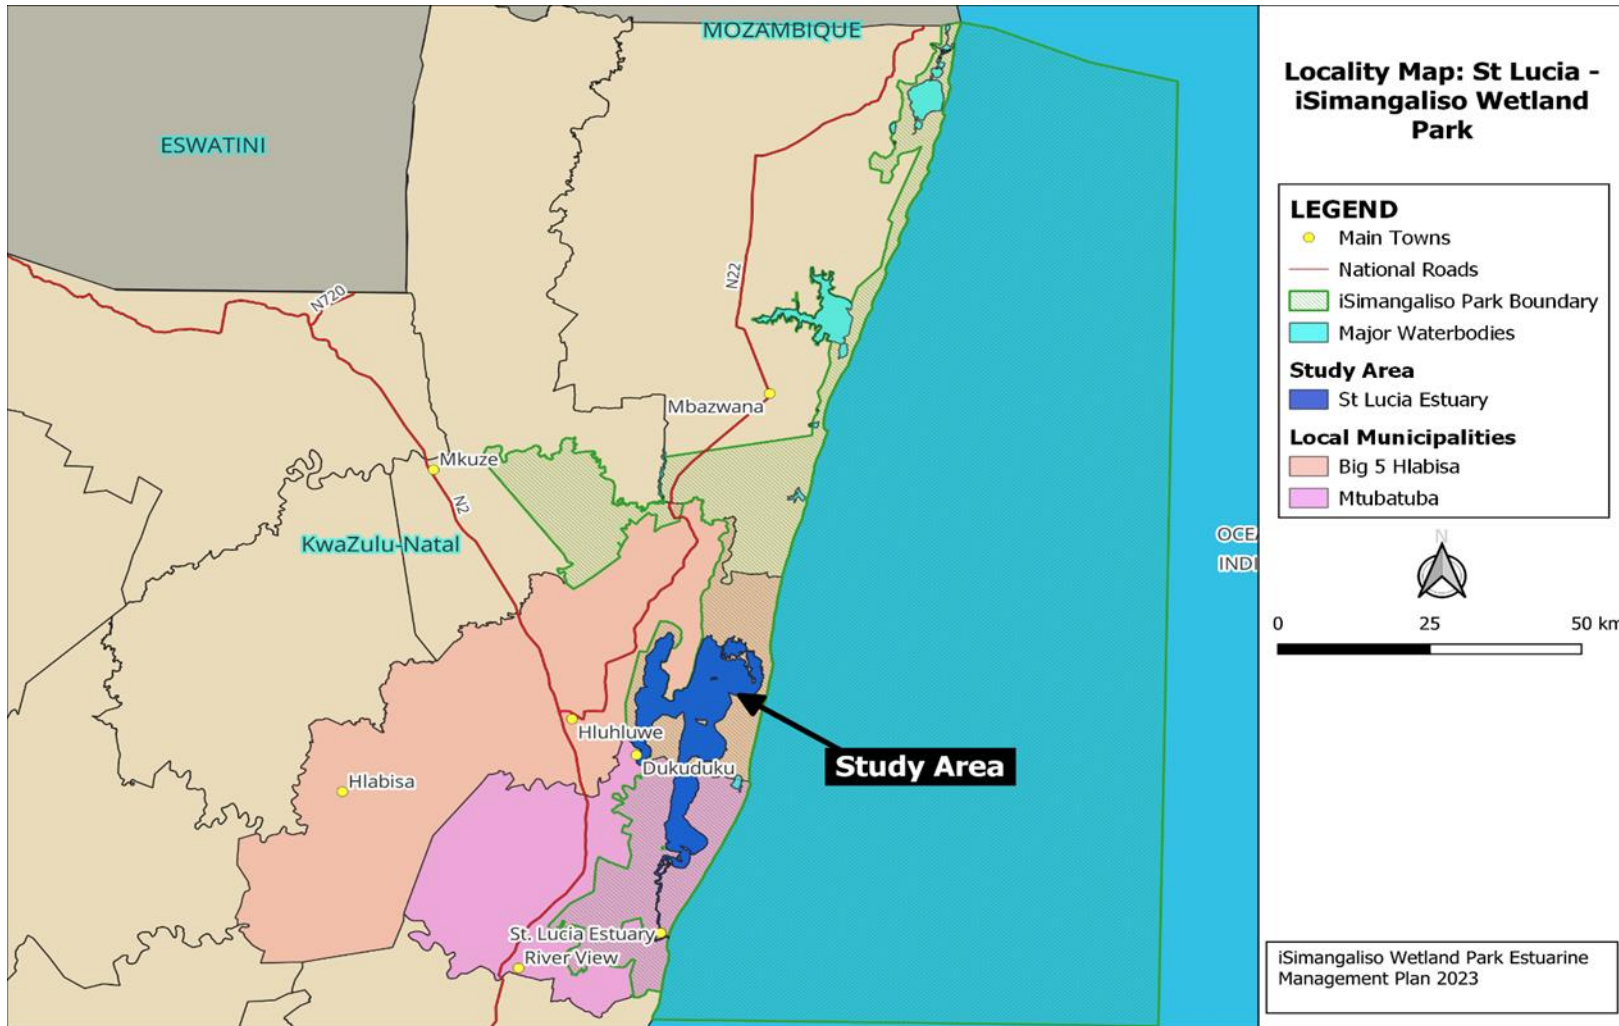 MOZAMBIQUE
ESWATINI
N22
N720
Mbazwana
Mkuze
N2
KwaZulu-Natal
Hluhluwe
Dukuduku
Hlabisa
Study Area
St. Lucia Estuary
River View
Locality Map: St Lucia -
iSimangaliso Wetland
Park
LEGEND
Main Towns
National Roads
iSimangaliso Park Boundary
Major Waterbodies
Study Area
St Lucia Estuary
Local Municipalities
Big 5 Hlabisa
Mtubatuba
N
0 25 50 km
iSimangaliso Wetland Park Estuarine
Management Plan 2023